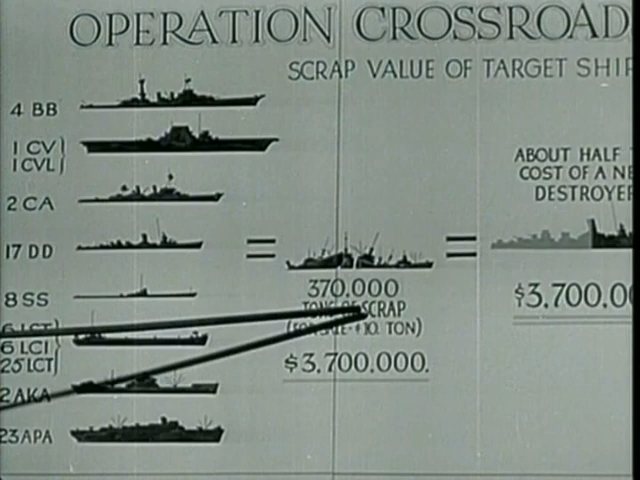 OPERATION CROSSROAD
SCRAP VALUE OF TARGET SHIP
4 BB
1 CV
1 CVL
2 CA
17 DD
8 SS
6 LCI
25 LCT
2 AKA
23 APA
=
370,000
TONS OF SCRAP
$10. TON)
$3,700,000.
=
ABOUT HALF
COST OF A NE
DESTROYER
$3,700,00